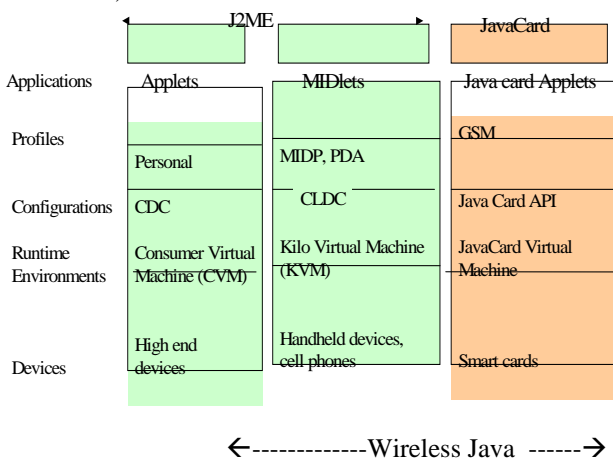 J2ME
JavaCard
Applications Applets MIDlets Java card Applets
Profiles Personal MIDP, PDA GSM
Configurations CDC CLDC Java Card API
Runtime Environments Consumer Virtual Machine (CVM) Kilo Virtual Machine (KVM) JavaCard Virtual Machine
Devices High end devices Handheld devices, cell phones Smart cards
←-------------Wireless Java ------→